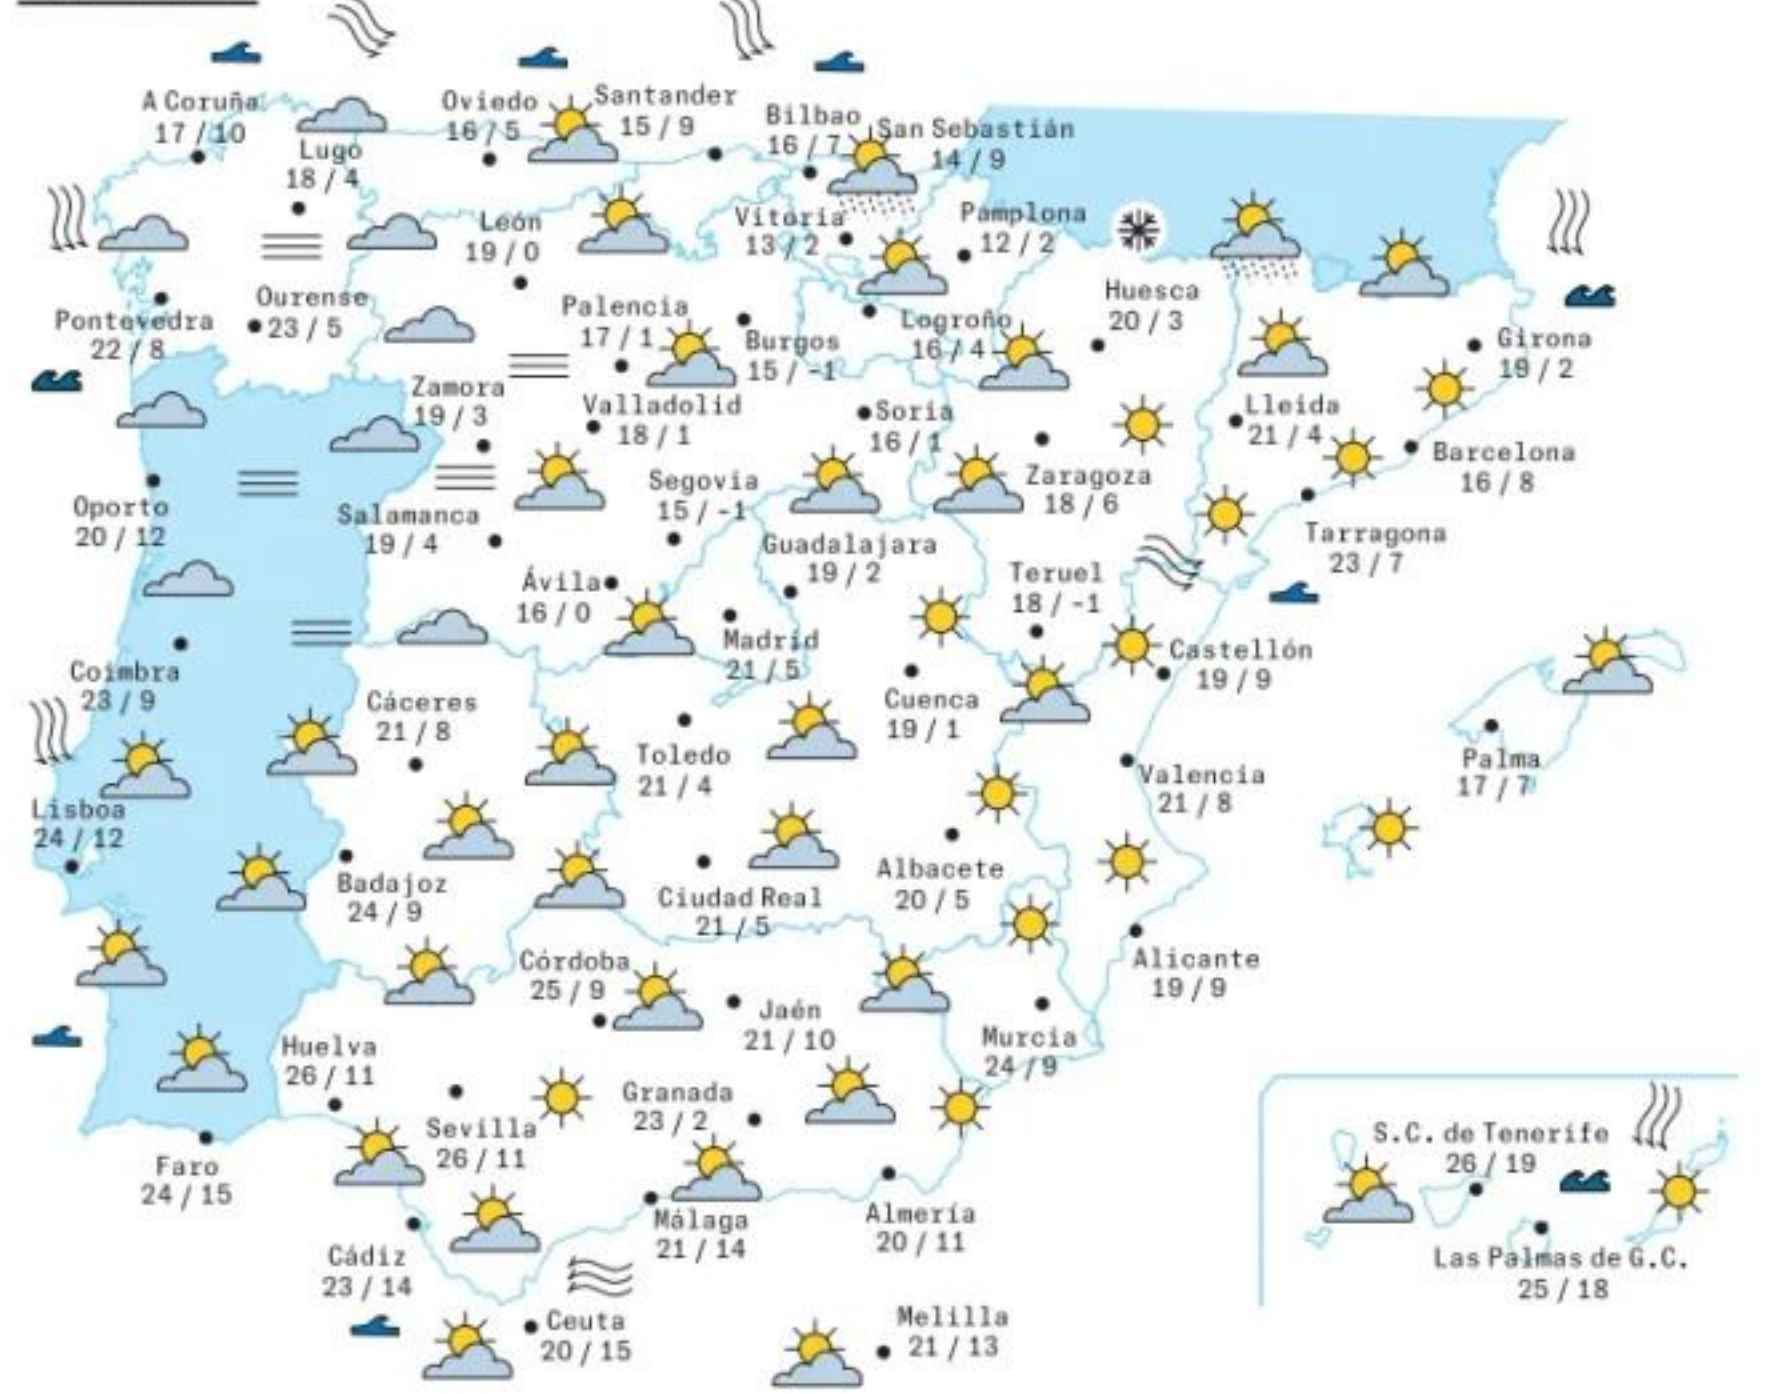 A Coruña
17 / 10
Lugo
18 / 4
Oviedo
16 / 5
Santander
15 / 9
Bilbao
16 / 7
San Sebastián
14 / 9
Vitoria
13 / 2
Pamplona
12 / 2
León
19 / 0
Pontevedra
22 / 8
Ourense
23 / 5
Palencia
17 / 1
Burgos
15 / -1
Logroño
16 / 4
Huesca
20 / 3
Girona
19 / 2
Zamora
19 / 3
Valladolid
18 / 1
Soria
16 / 1
Lleida
21 / 4
Barcelona
16 / 8
Zaragoza
18 / 6
Tarragona
23 / 7
Oporto
20 / 12
Salamanca
19 / 4
Segovia
15 / -1
Guadalajara
19 / 2
Ávila
16 / 0
Madrid
21 / 5
Teruel
18 / -1
Castellón
19 / 9
Coimbra
23 / 9
Cáceres
21 / 8
Toledo
21 / 4
Cuenca
19 / 1
Valencia
21 / 8
Palma
17 / 7
Lisboa
24 / 12
Badajoz
24 / 9
Ciudad Real
21 / 5
Albacete
20 / 5
Alicante
19 / 9
Córdoba
25 / 9
Jaén
21 / 10
Murcia
24 / 9
Huelva
26 / 11
Sevilla
26 / 11
Granada
23 / 2
Faro
24 / 15
Málaga
21 / 14
Almería
20 / 11
Cádiz
23 / 14
Ceuta
20 / 15
Melilla
21 / 13
S.C. de Tenerife
26 / 19
Las Palmas de G.C.
25 / 18